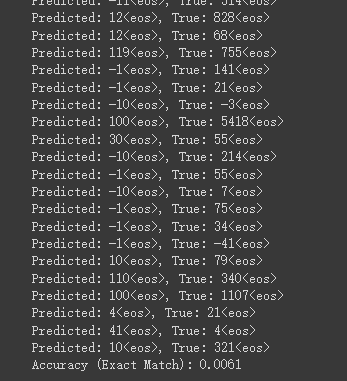 Predicted: -11<eos>, True: 314<eos>
Predicted: 12<eos>, True: 828<eos>
Predicted: 12<eos>, True: 68<eos>
Predicted: 119<eos>, True: 755<eos>
Predicted: -1<eos>, True: 141<eos>
Predicted: -1<eos>, True: 21<eos>
Predicted: -10<eos>, True: -3<eos>
Predicted: 100<eos>, True: 5418<eos>
Predicted: 30<eos>, True: 55<eos>
Predicted: -10<eos>, True: 214<eos>
Predicted: -1<eos>, True: 55<eos>
Predicted: -10<eos>, True: 7<eos>
Predicted: -1<eos>, True: 75<eos>
Predicted: -1<eos>, True: 34<eos>
Predicted: -1<eos>, True: -41<eos>
Predicted: 10<eos>, True: 79<eos>
Predicted: 110<eos>, True: 340<eos>
Predicted: 100<eos>, True: 1107<eos>
Predicted: 4<eos>, True: 21<eos>
Predicted: 41<eos>, True: 4<eos>
Predicted: 10<eos>, True: 321<eos>
Accuracy (Exact Match): 0.0061